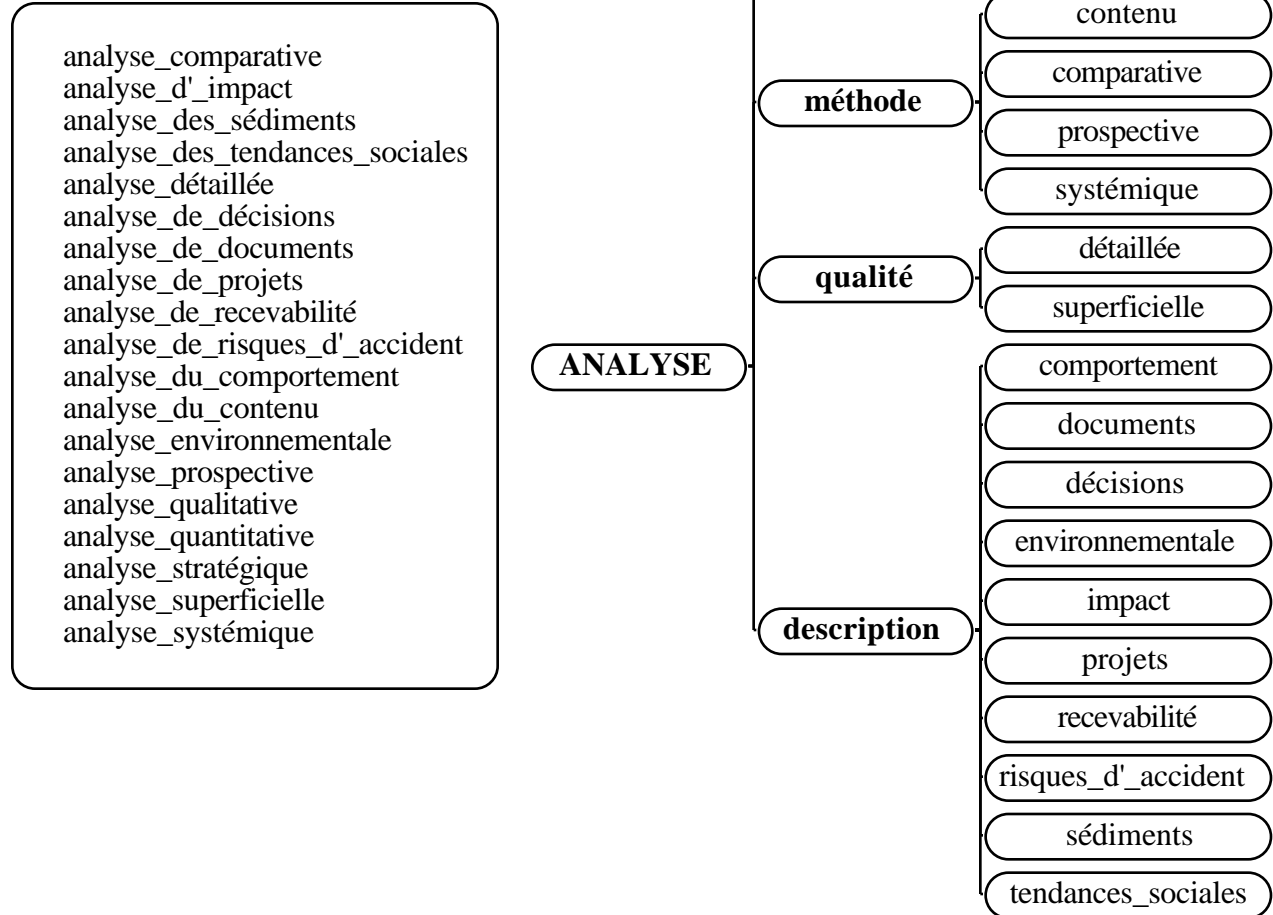 analyse_comparative
analyse_d'_impact
analyse_des_sédiments
analyse_des_tendances_sociales
analyse_détaillée
analyse_de_décisions
analyse_de_documents
analyse_de_projets
analyse_de_recevabilité
analyse_de_risques_d'_accident
analyse_du_comportement
analyse_du_contenu
analyse_environnementale
analyse_prospective
analyse_qualitative
analyse_quantitative
analyse_stratégique
analyse_superficielle
analyse_systémique
ANALYSE
méthode
contenu
comparative
prospective
systémique
qualité
détaillée
superficielle
description
comportement
documents
décisions
environnementale
impact
projets
recevabilité
risques_d'_accident
sédiments
tendances_sociales